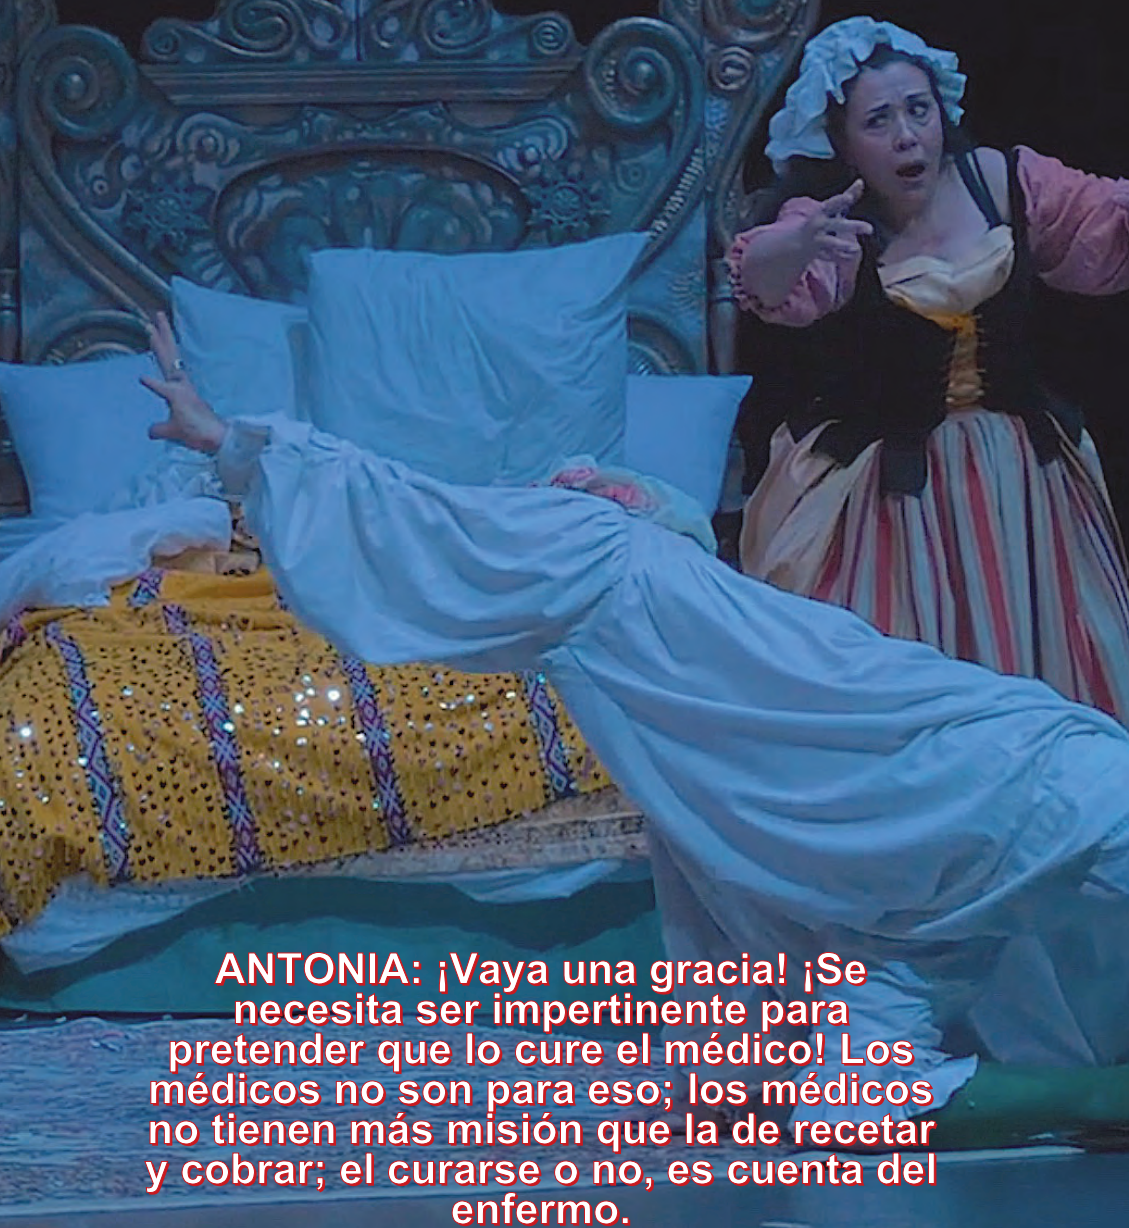 ANTONIA: ¡Vaya una gracia! ¡Se
necesita ser impertinente para
pretender que lo cure el médico! Los
médicos no son para eso; los médicos
no tienen más misión que la de recetar
y cobrar; el curarse o no, es cuenta del
enfermo.